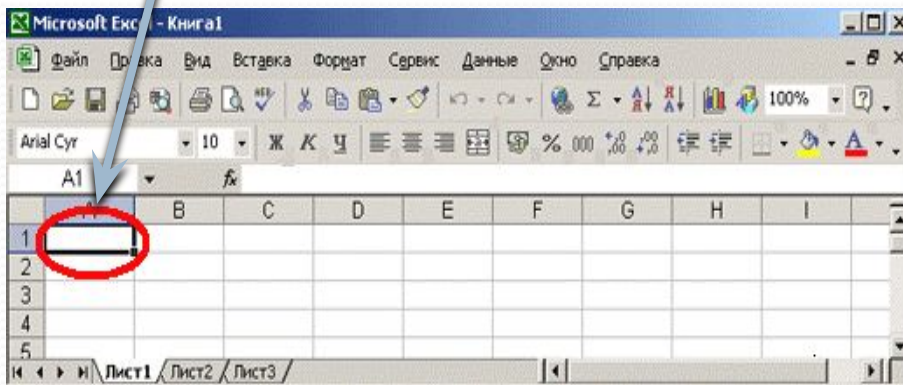 Microsoft Exc - Книга1
Файл Правка Вид Вставка Формат Сервис Данные Окно Справка
Σ 100% ?
Arial Cyr 10 Ж К Ч % 000 A
A1 fx
A B C D E F G H I
1
2
3
4
5
Лист1 Лист2 Лист3